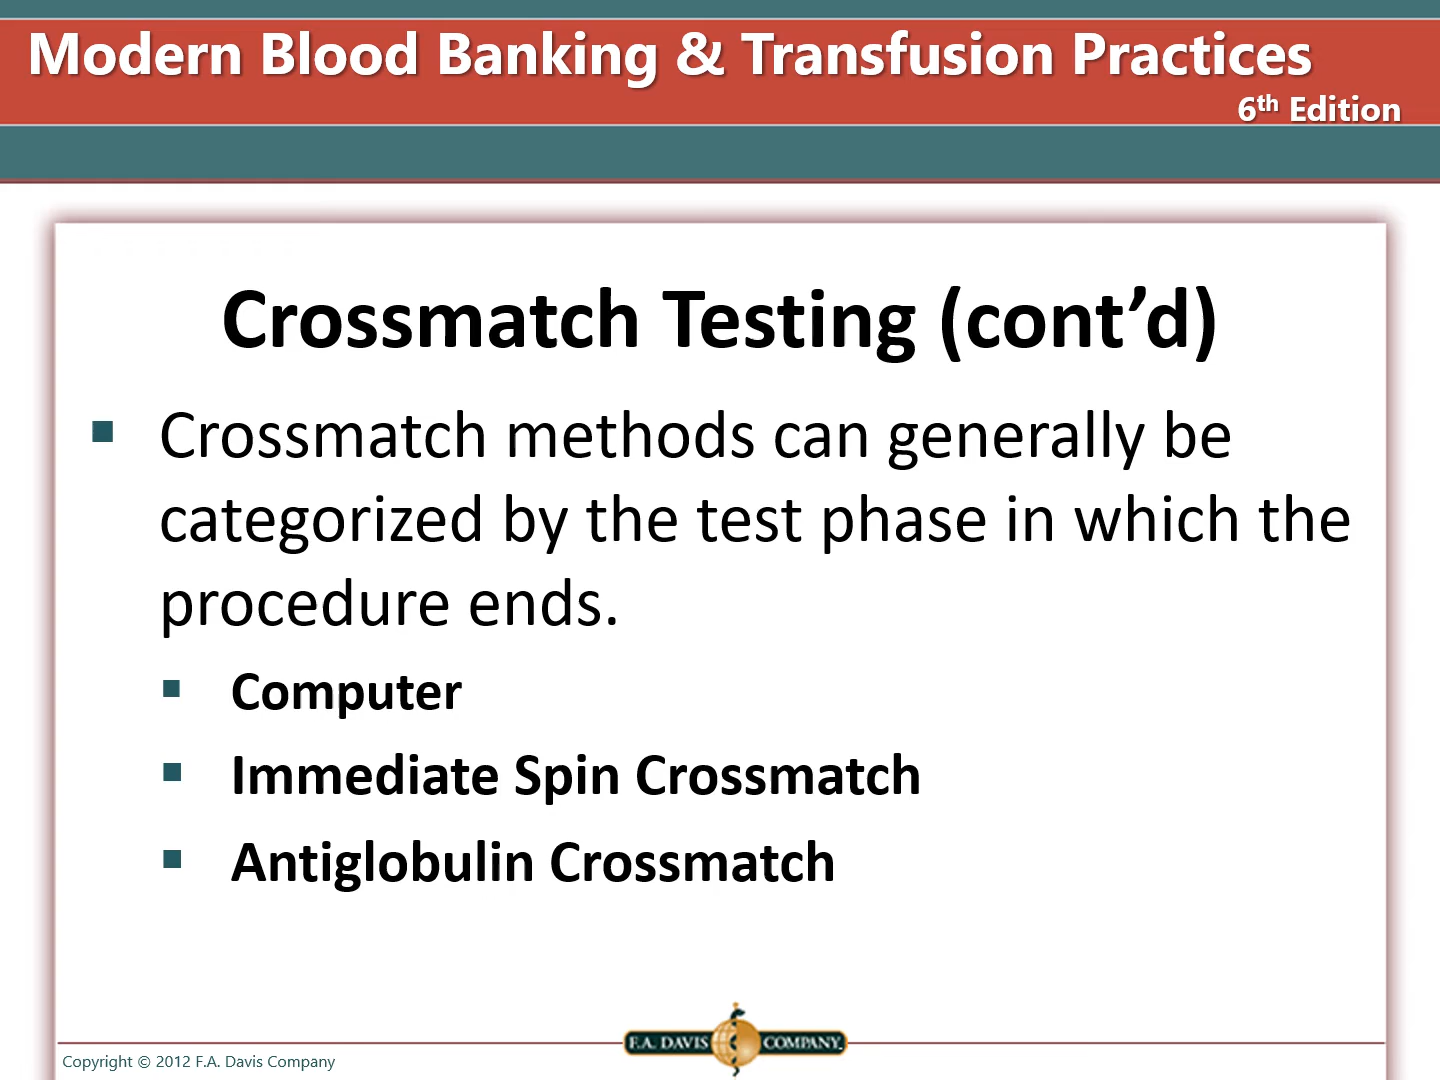 Modern Blood Banking & Transfusion Practices
6th Edition
Crossmatch Testing (cont’d)
Crossmatch methods can generally be
categorized by the test phase in which the
procedure ends.
Computer
Immediate Spin Crossmatch
Antiglobulin Crossmatch
F.A. DAVIS COMPANY
Copyright © 2012 F.A. Davis Company